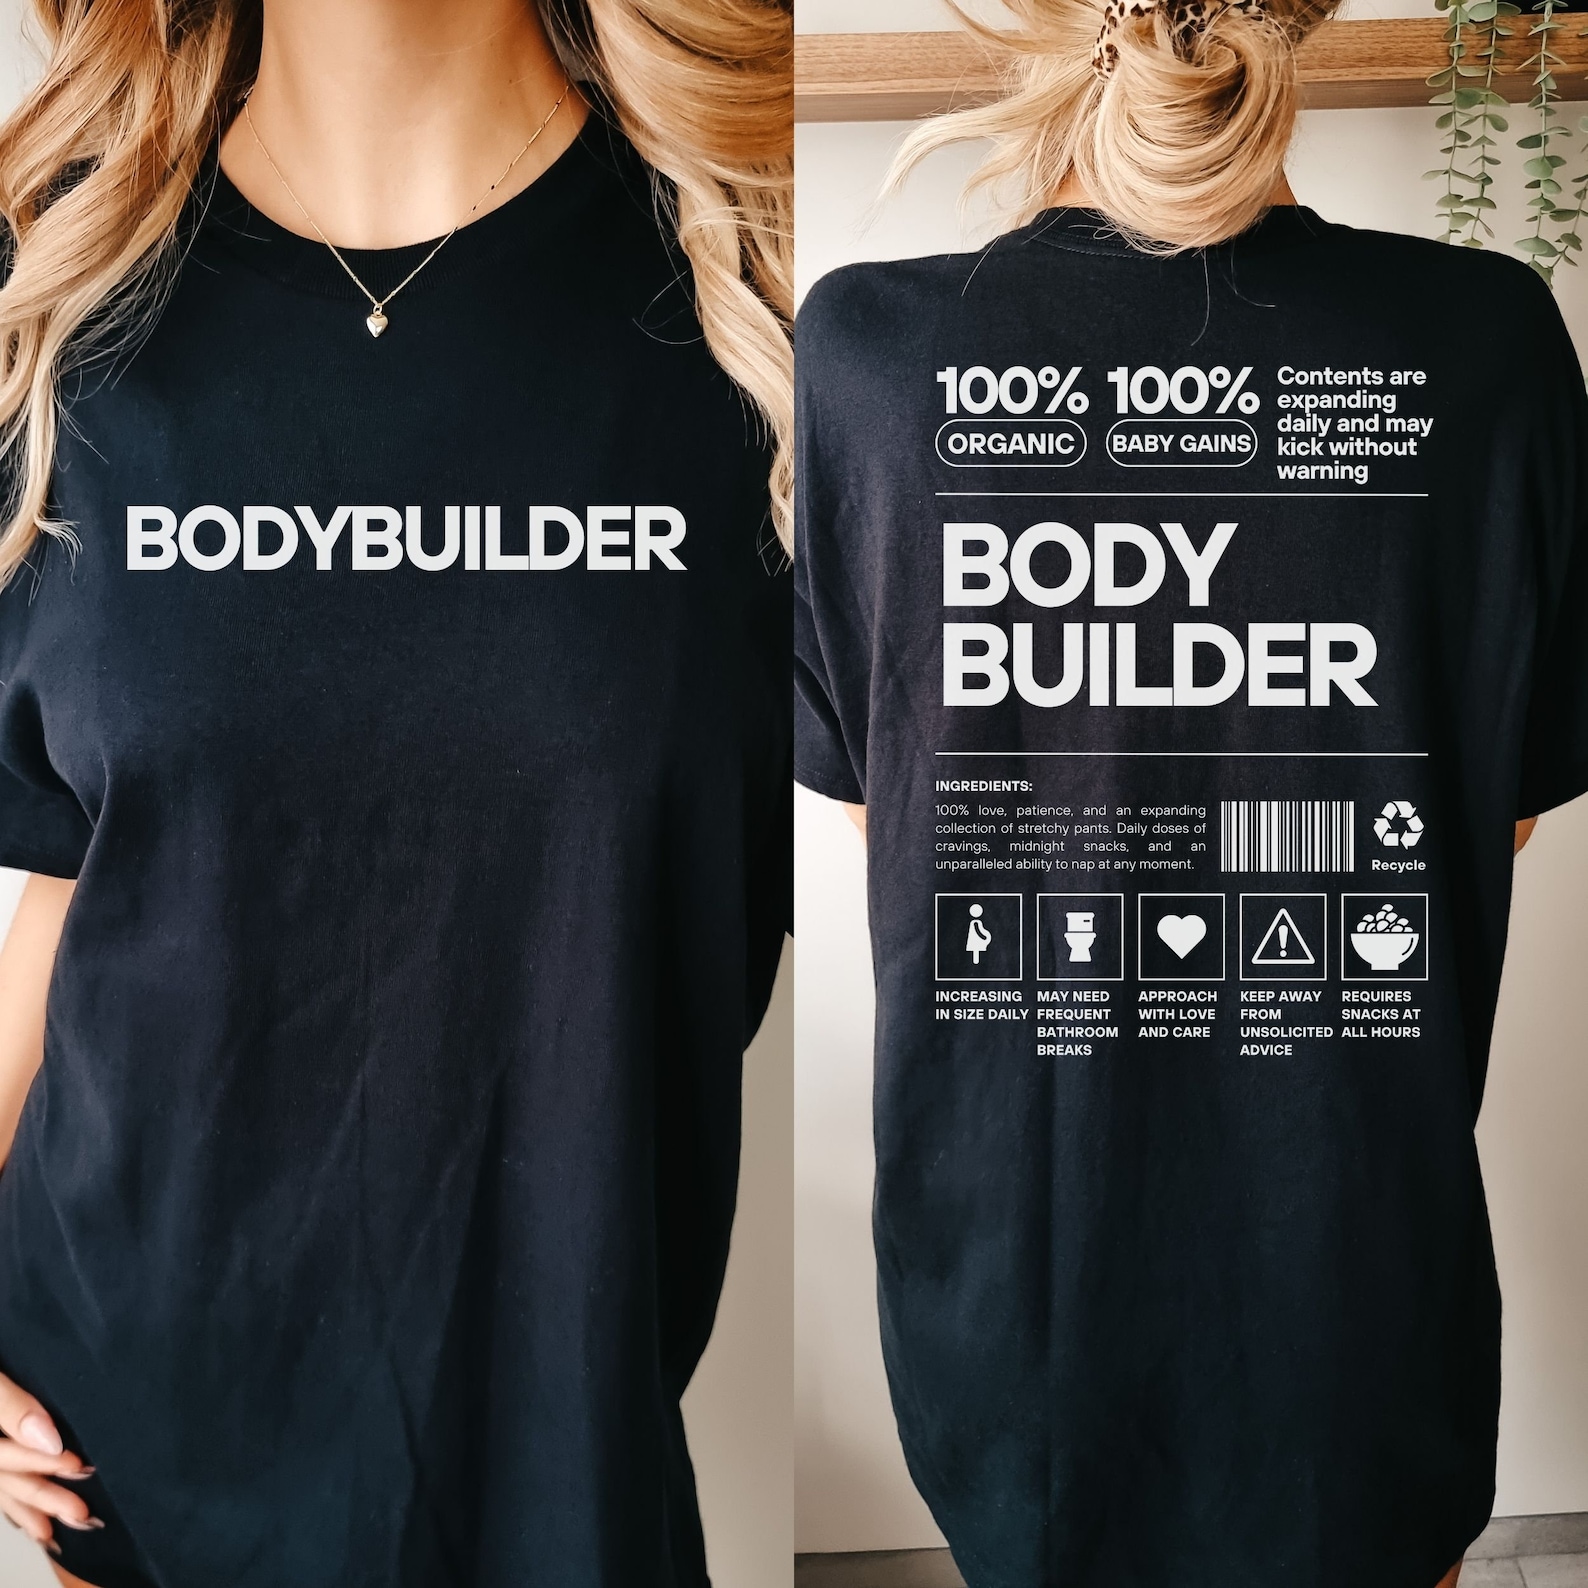 BODYBUILDER
100% 100%
ORGANIC BABY GAINS
Contents are
expanding
daily and may
kick without
warning
BODY
BUILDER
INGREDIENTS:
100% love, patience, and an expanding
collection of stretchy pants. Daily doses of
cravings, midnight snacks, and an
unparalleled ability to nap at any moment.
Recycle
INCREASING
IN SIZE DAILY
MAY NEED
FREQUENT
BATHROOM
BREAKS
APPROACH
WITH LOVE
AND CARE
KEEP AWAY
FROM
UNSOLICITED
ADVICE
REQUIRES
SNACKS AT
ALL HOURS